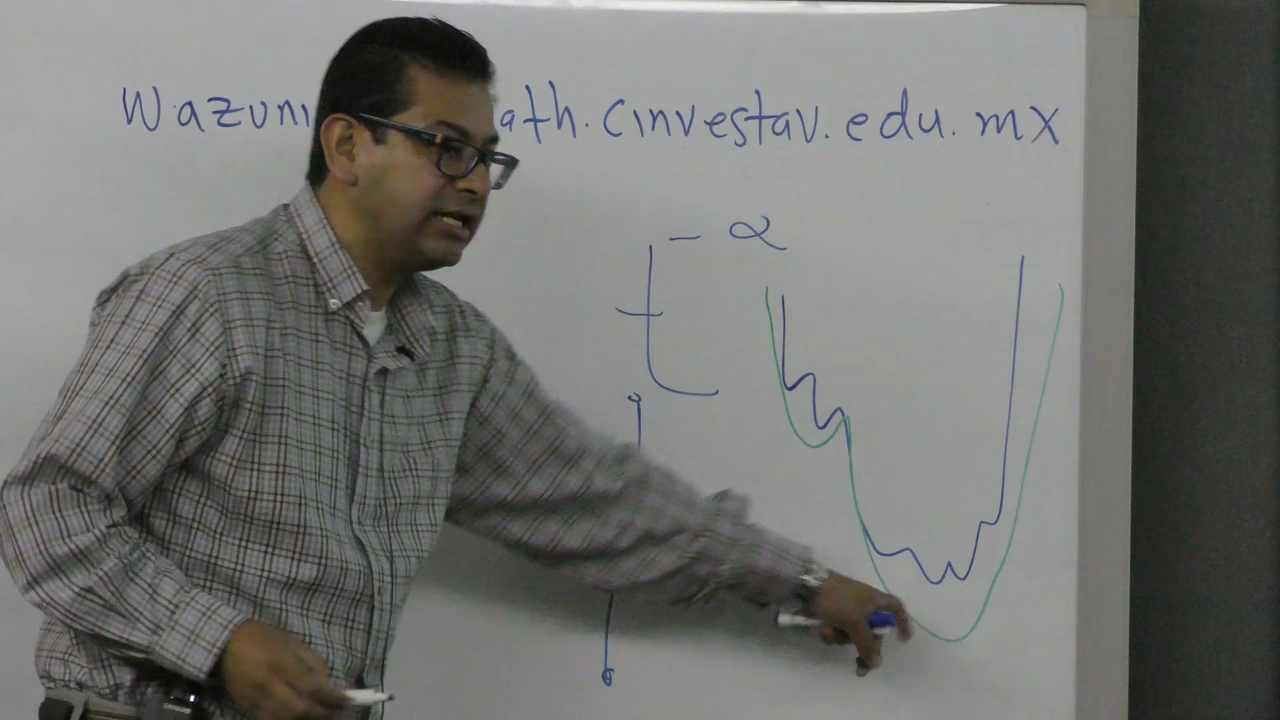 wazuni ath.cinvestav.edu.mx
- α